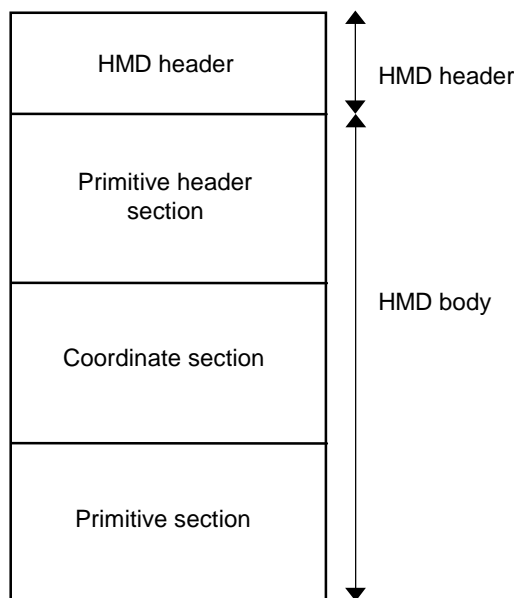 HMD header
HMD header
Primitive header
section
HMD body
Coordinate section
Primitive section